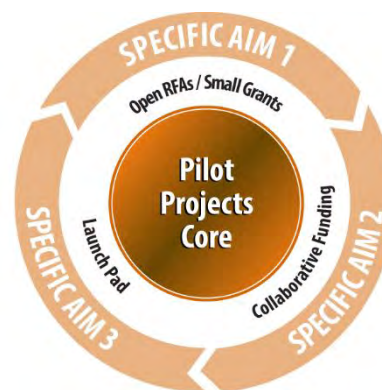 SPECIFIC AIM 1
Open RFAs / Small Grants
Pilot
Projects
Core
Collaborative Funding
SPECIFIC AIM 2
Launch Pad
SPECIFIC AIM 3